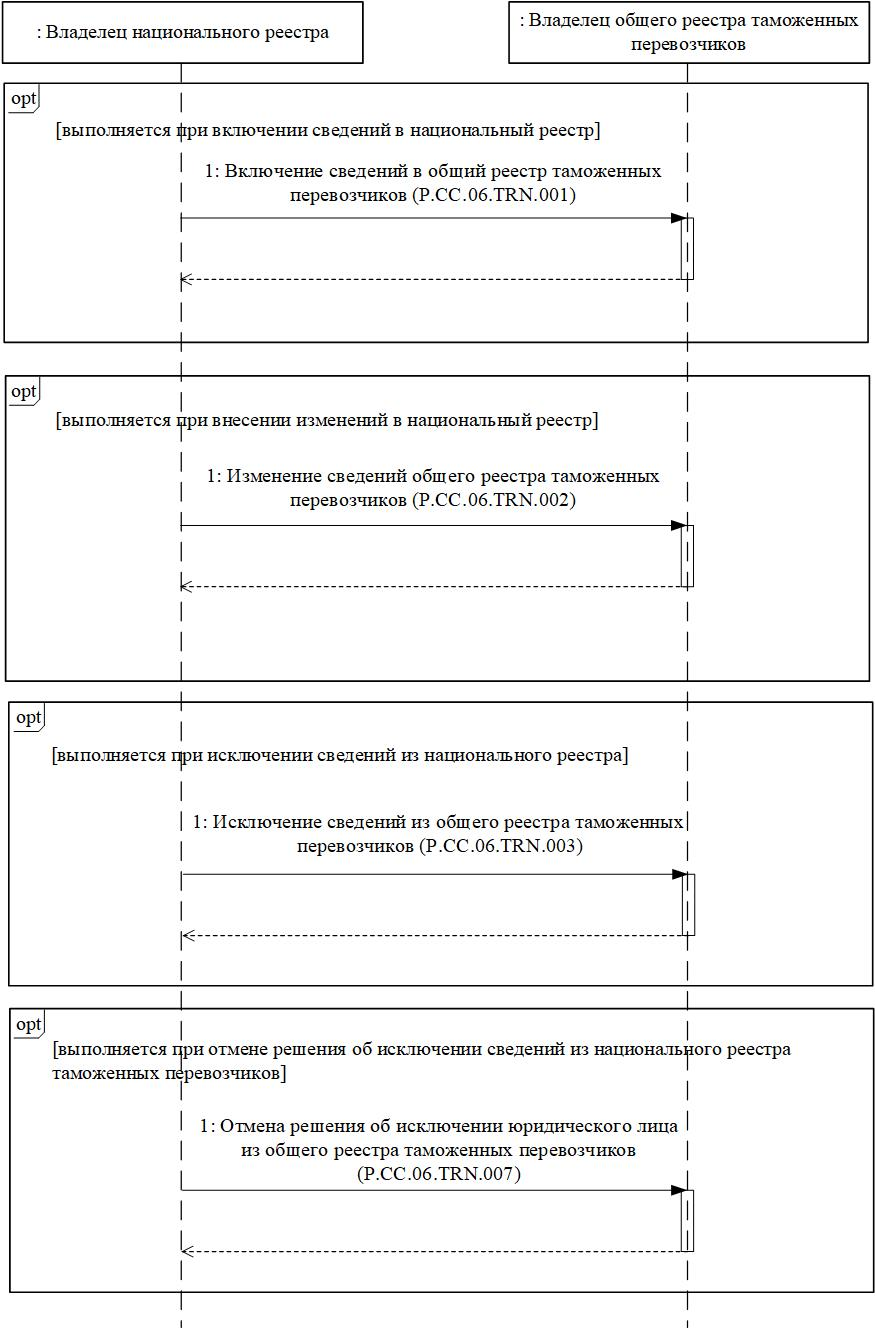 : Владелец национального реестра
: Владелец общего реестра таможенных
перевозчиков
opt
[выполняется при включении сведений в национальный реестр]
1: Включение сведений в общий реестр таможенных
перевозчиков (P.CC.06.TRN.001)
opt
[выполняется при внесении изменений в национальный реестр]
1: Изменение сведений общего реестра таможенных
перевозчиков (P.CC.06.TRN.002)
opt
[выполняется при исключении сведений из национального реестра]
1: Исключение сведений из общего реестра таможенных
перевозчиков (P.CC.06.TRN.003)
opt
[выполняется при отмене решения об исключении сведений из национального реестра
таможенных перевозчиков]
1: Отмена решения об исключении юридического лица
из общего реестра таможенных перевозчиков
(P.CC.06.TRN.007)